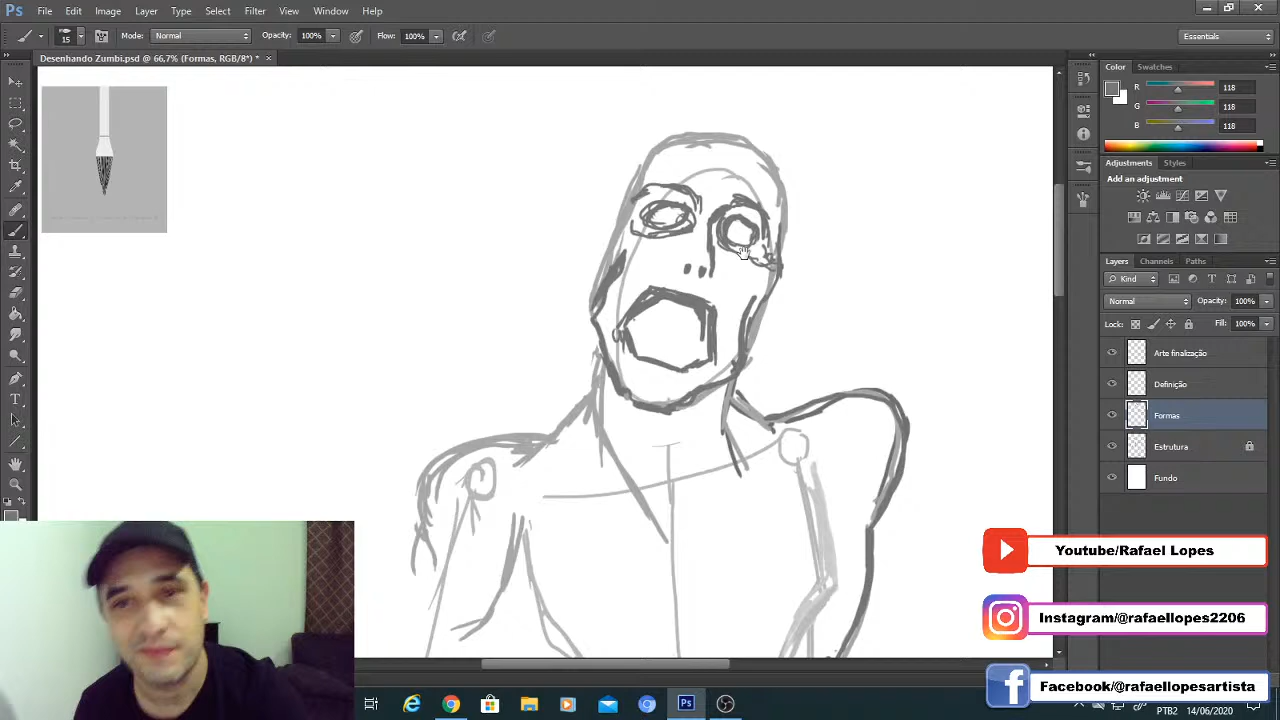 Ps File Edit Image Layer Type Select Filter View Window Help
15 Mode: Normal Opacity: 100% Flow: 100% Essentials
Desenhando Zumbi.psd @ 66,7% (Formas, RGB/8*) *
Color Swatches
R 118
G 118
B 118
Adjustments Styles
Add an adjustment
Layers Channels Paths
Kind
Normal Opacity: 100%
Lock: Fill: 100%
Arte finalização
Definição
Formas
Estrutura
Fundo
Youtube/Rafael Lopes
Instagram/@rafaellopes2206
Facebook/@rafaellopesartista
Ps
PTB2 14/06/2020